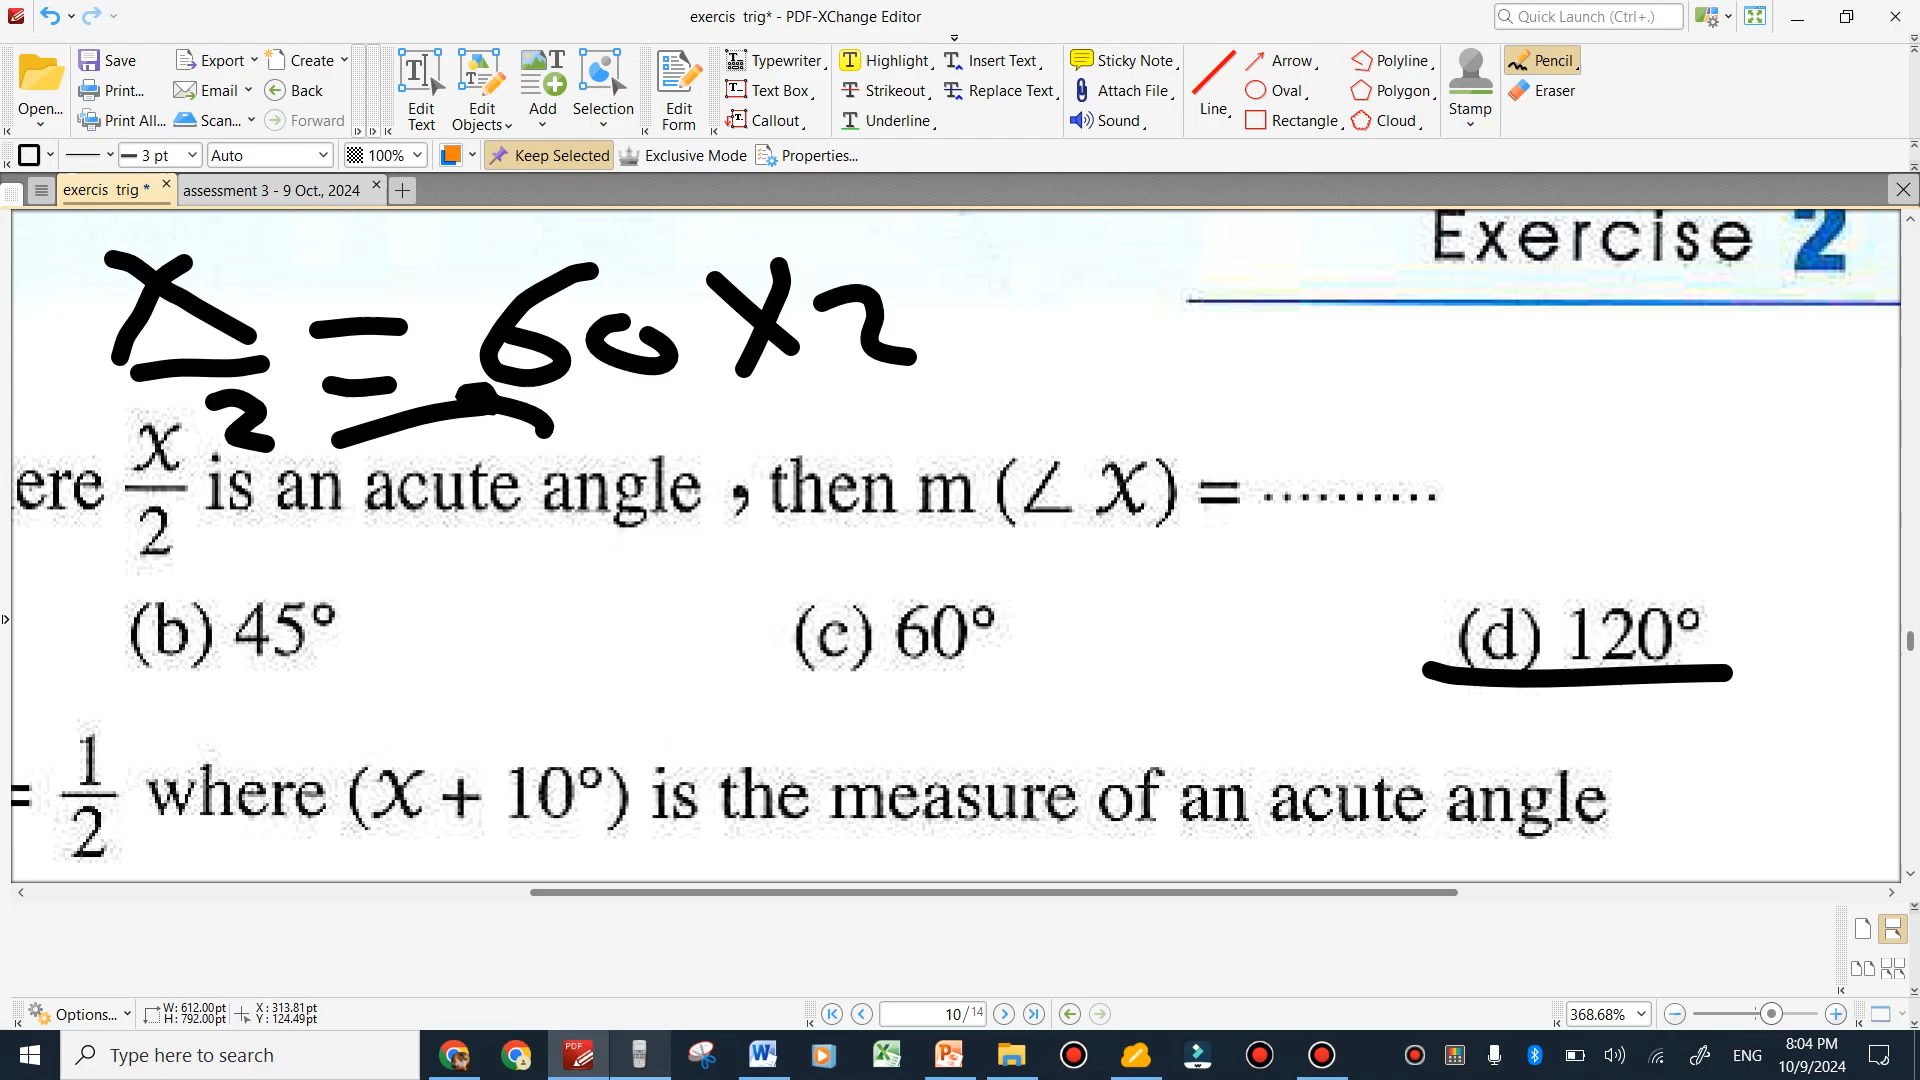 exercis trig* - PDF-XChange Editor
Quick Launch (Ctrl+.)
Open...
Save
Print...
Print All...
Export
Email
Scan...
Create
Back
Forward
Edit Text
Edit Objects
Add
Selection
Edit Form
Typewriter
Text Box
Callout
Highlight
Strikeout
Underline
Insert Text
Replace Text
Sticky Note
Attach File
Sound
Line
Arrow
Oval
Rectangle
Polyline
Polygon
Cloud
Stamp
Pencil
Eraser
3 pt
Auto
100%
Keep Selected
Exclusive Mode
Properties...
exercis trig *
assessment 3 - 9 Oct., 2024
Exercise 2
x/2 = 60 x 2
ere x/2 is an acute angle , then m (∠ X) = ..........
(b) 45° (c) 60° (d) 120°
= 1/2 where (X + 10°) is the measure of an acute angle
Options...
W: 612.00pt
H: 792.00pt
X : 313.81pt
Y : 124.49pt
10/14
368.68%
Type here to search
PDF
ENG
8:04 PM
10/9/2024